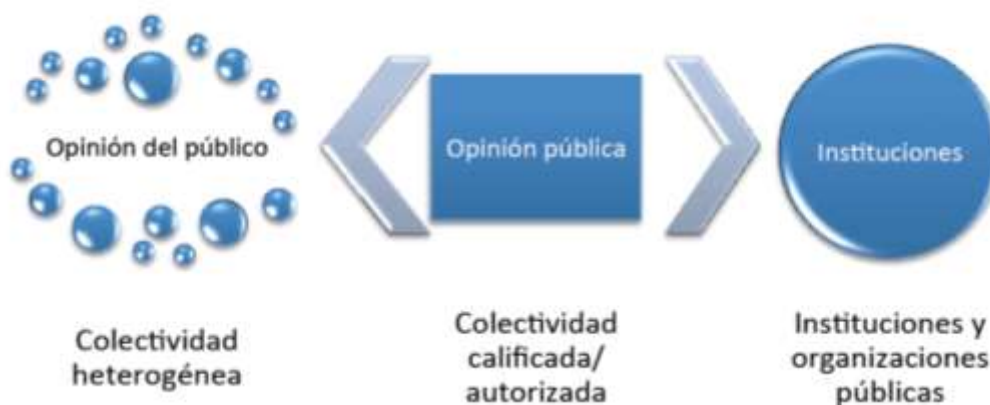 Opinión del público
Opinión pública
Instituciones
Colectividad
heterogénea
Colectividad
calificada/
autorizada
Instituciones y
organizaciones
públicas